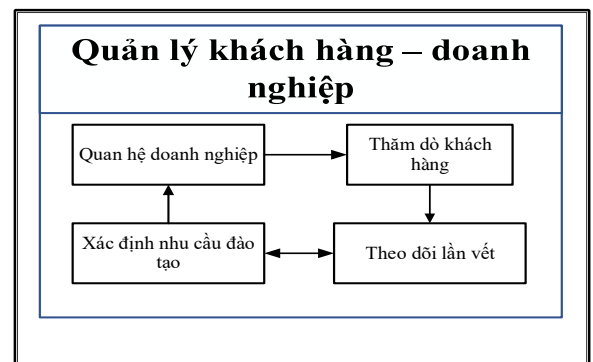 Quản lý khách hàng – doanh
nghiệp
Quan hệ doanh nghiệp
Thăm dò khách
hàng
Xác định nhu cầu đào
tạo
Theo dõi lần vết